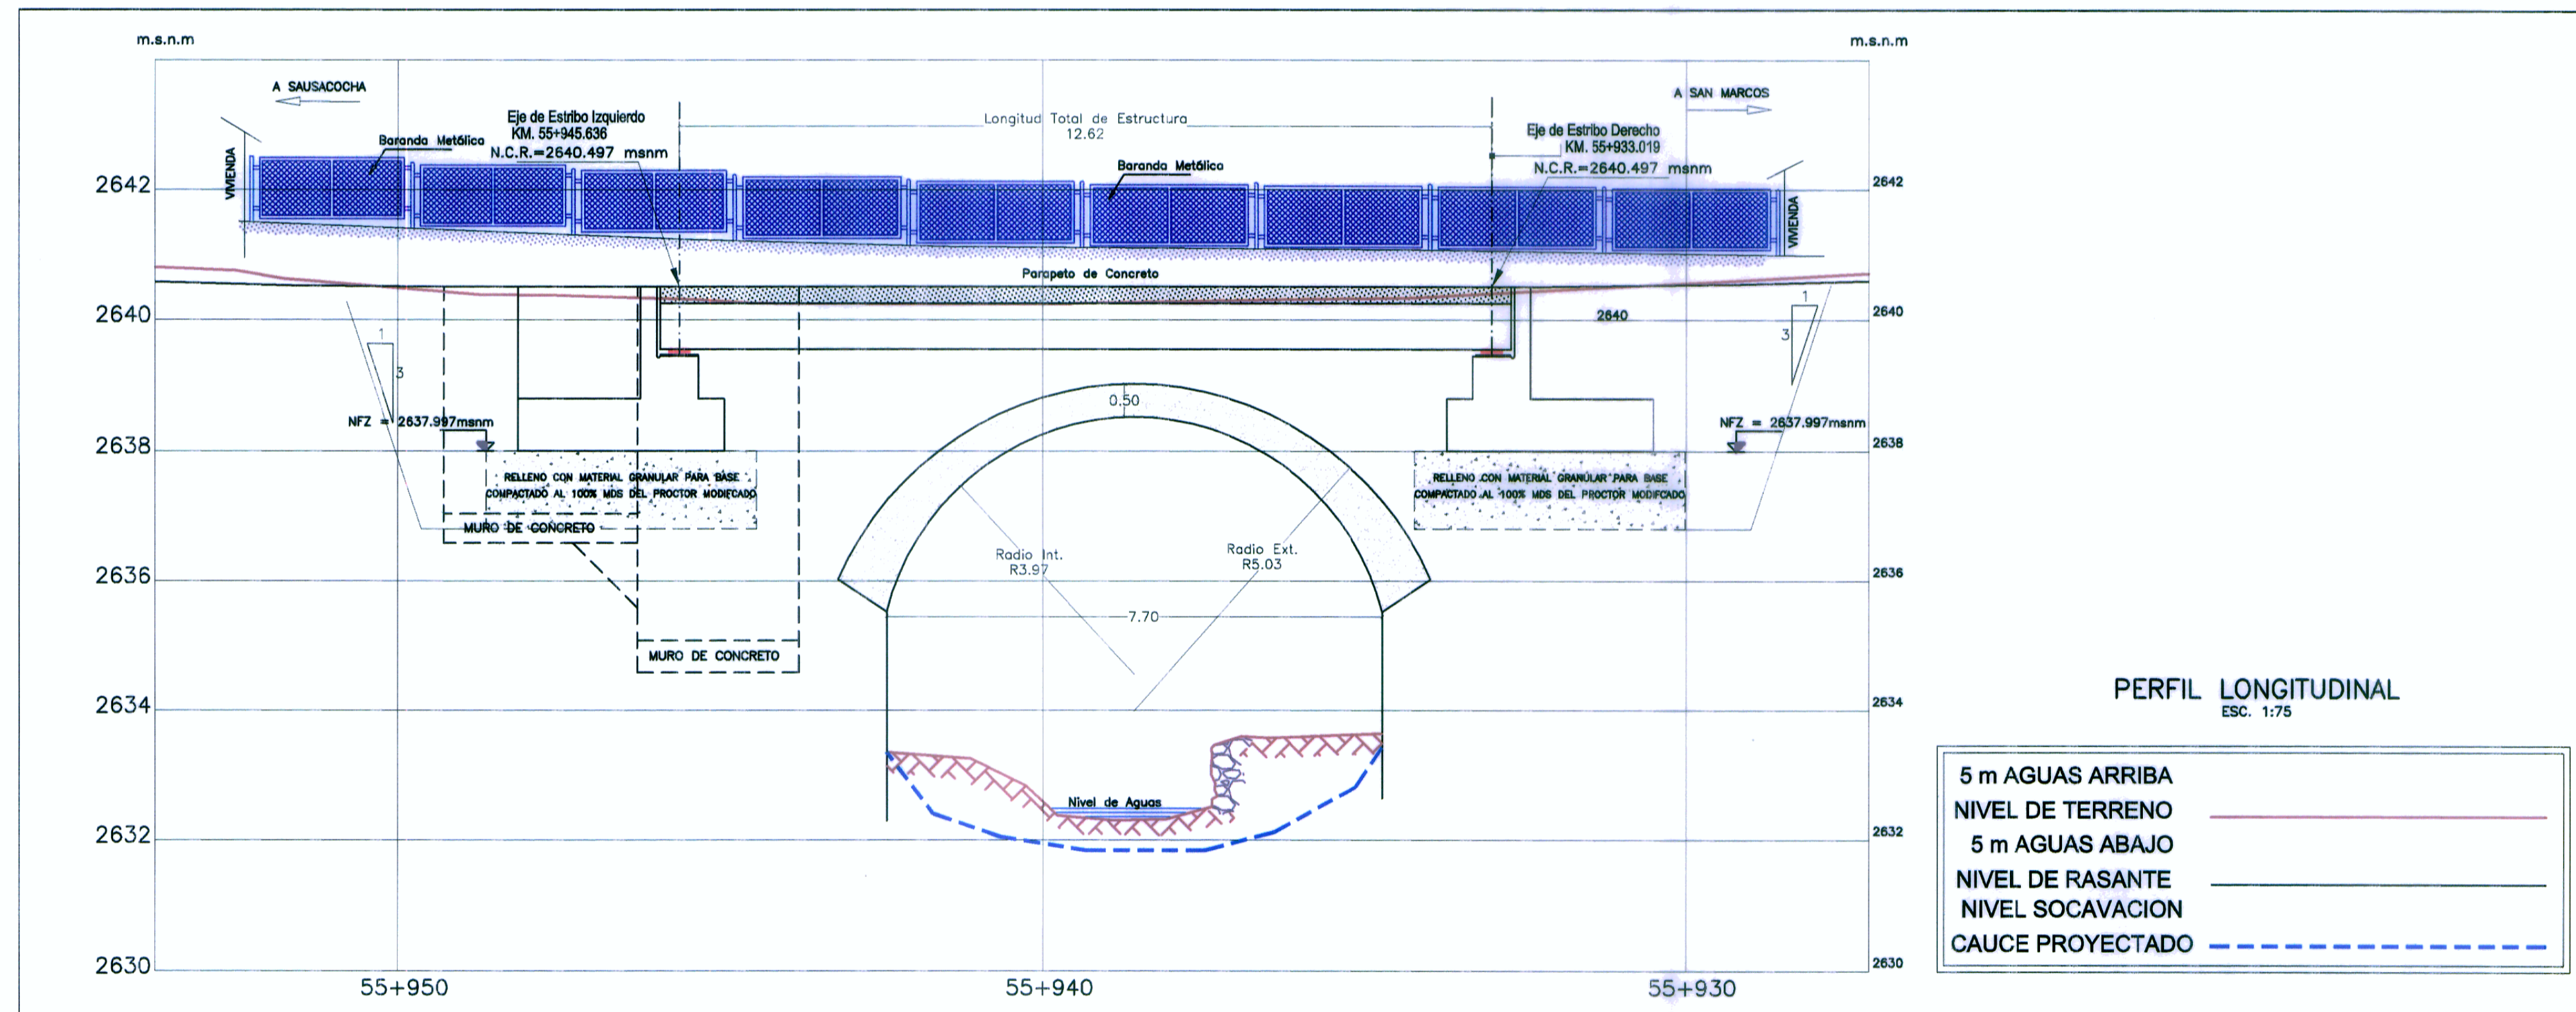 m.s.n.m
m.s.n.m
A SAUSACOCHA
A SAN MARCOS
Eje de Estribo Izquierdo
KM. 55+945.636
N.C.R.=2640.497 msnm
Longitud Total de Estructura
12.62
Eje de Estribo Derecho
KM. 55+933.019
N.C.R.=2640.497 msnm
Baranda Metálica
Baranda Metálica
VIVIENDA
VIVIENDA
2642
2642
Parapeto de Concreto
2640
2640
2640
1
3
1
3
0.50
NFZ = 2637.997msnm
NFZ = 2637.997msnm
2638
2638
RELLENO CON MATERIAL GRANULAR PARA BASE
COMPACTADO AL 100% MDS DEL PROCTOR MODIFCADO
RELLENO CON MATERIAL GRANULAR PARA BASE
COMPACTADO AL 100% MDS DEL PROCTOR MODIFCADO
MURO DE CONCRETO
Radio Int.
R3.97
Radio Ext.
R5.03
2636
2636
7.70
MURO DE CONCRETO
2634
2634
Nivel de Aguas
2632
2632
2630
2630
55+950
55+940
55+930
PERFIL LONGITUDINAL
ESC. 1:75
5 m AGUAS ARRIBA
NIVEL DE TERRENO
5 m AGUAS ABAJO
NIVEL DE RASANTE
NIVEL SOCAVACION
CAUCE PROYECTADO